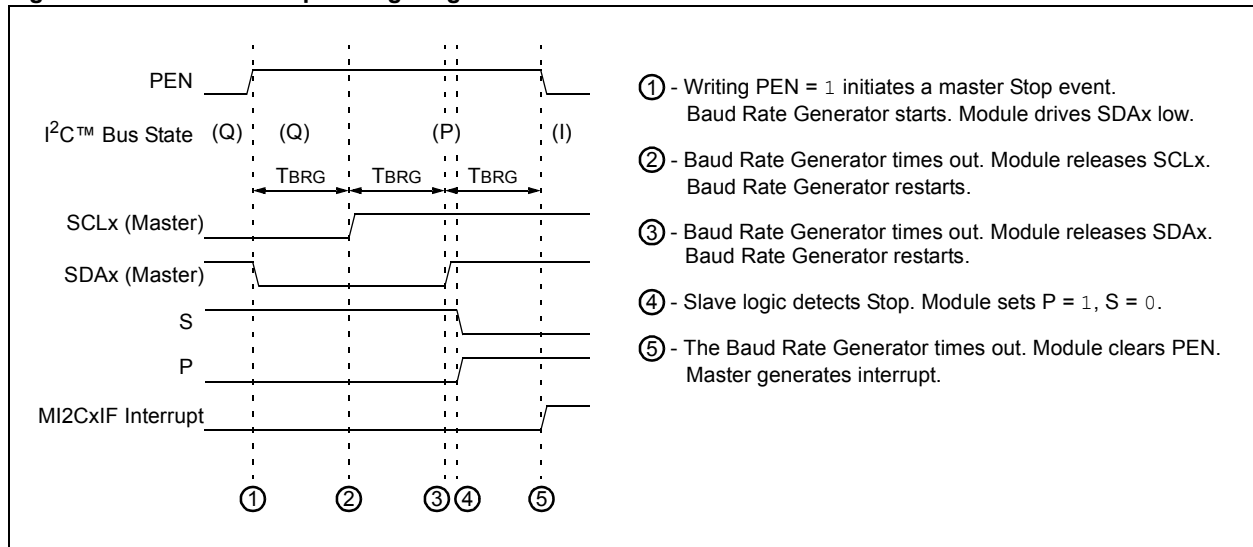 PEN
I2C™ Bus State (Q) (Q) (P) (I)
TBRG TBRG TBRG
SCLx (Master)
SDAx (Master)
S
P
MI2CxIF Interrupt
1 2 3 4 5
1 - Writing PEN = 1 initiates a master Stop event.
Baud Rate Generator starts. Module drives SDAx low.
2 - Baud Rate Generator times out. Module releases SCLx.
Baud Rate Generator restarts.
3 - Baud Rate Generator times out. Module releases SDAx.
Baud Rate Generator restarts.
4 - Slave logic detects Stop. Module sets P = 1, S = 0.
5 - The Baud Rate Generator times out. Module clears PEN.
Master generates interrupt.